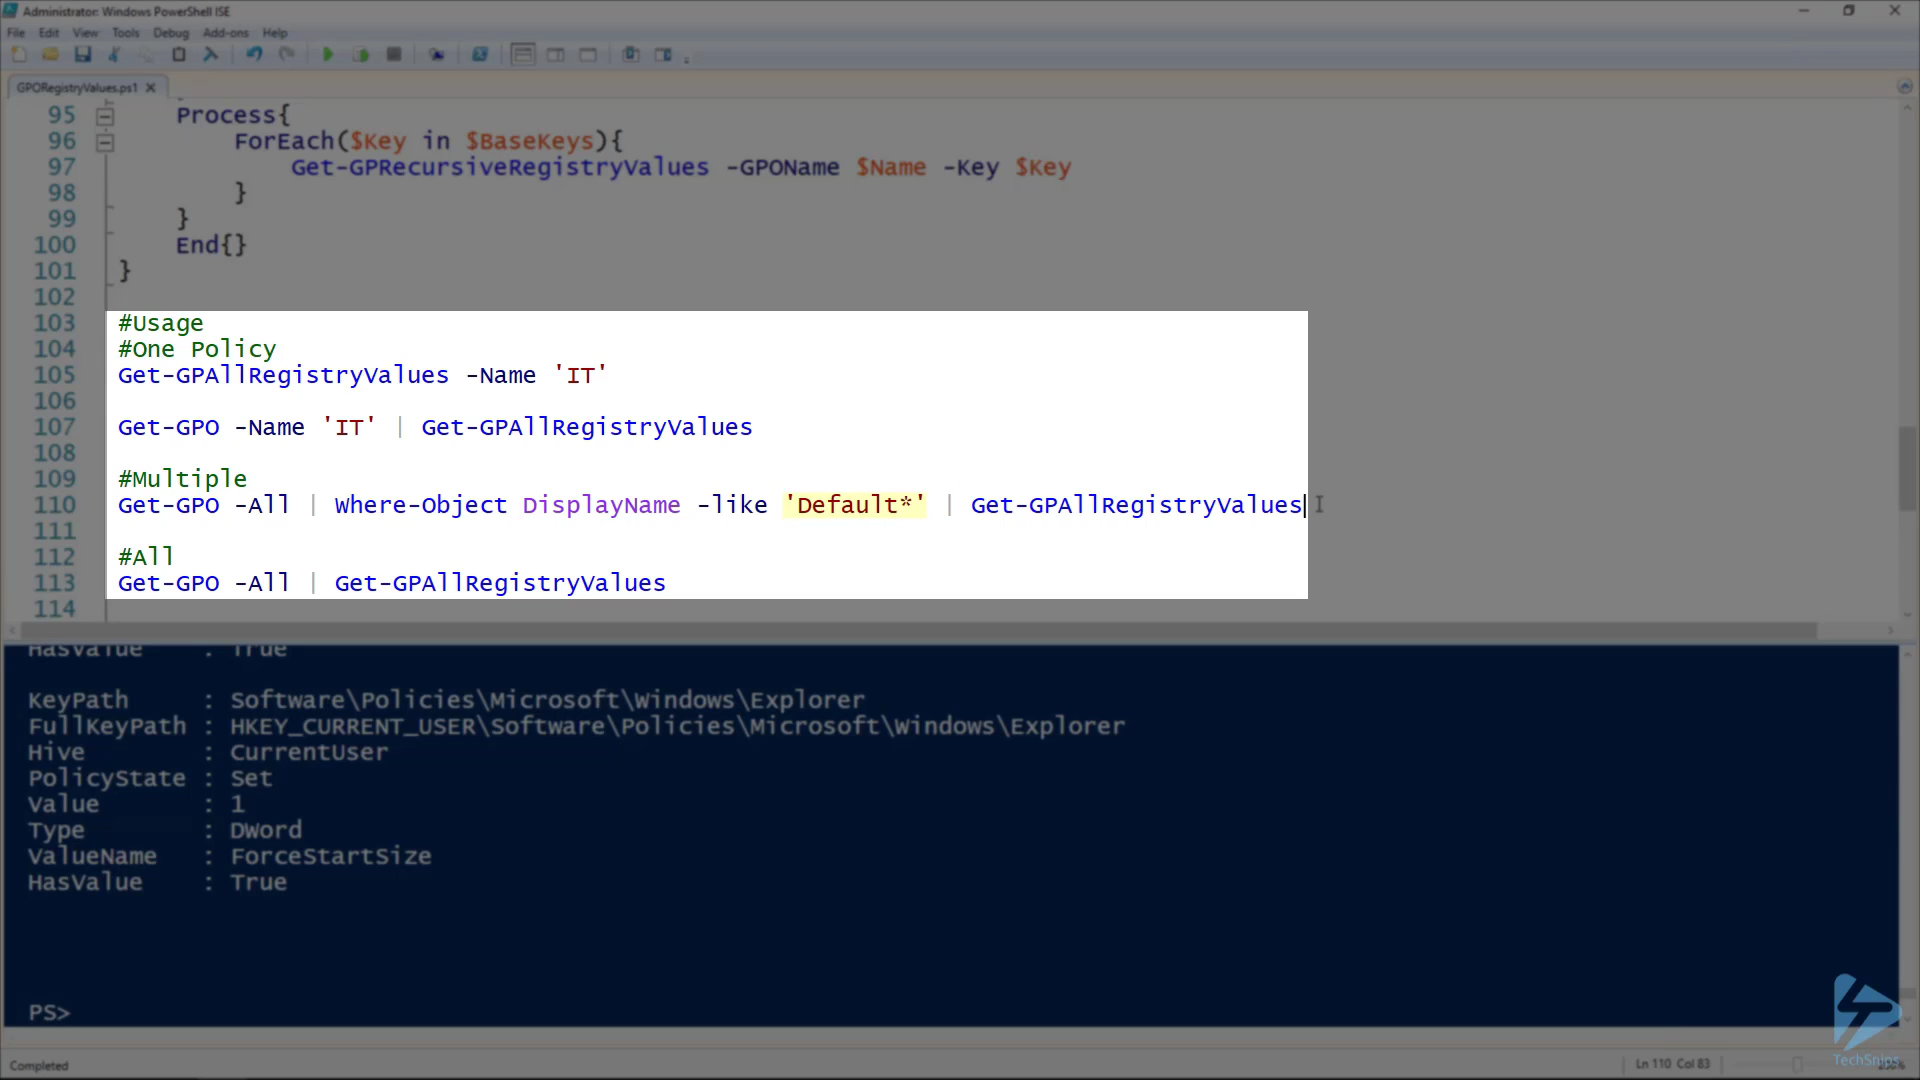 Administrator: Windows PowerShell ISE
File Edit View Tools Debug Add-ons Help
GPORegistryValues.ps1
95 Process{
96 ForEach($Key in $BaseKeys){
97 Get-GPRecursiveRegistryValues -GPOName $Name -Key $Key
98 }
99 }
100 End{}
101 }
102
103 #Usage
104 #One Policy
105 Get-GPAllRegistryValues -Name 'IT'
106
107 Get-GPO -Name 'IT' | Get-GPAllRegistryValues
108
109 #Multiple
110 Get-GPO -All | Where-Object DisplayName -like 'Default*' | Get-GPAllRegistryValues
111
112 #All
113 Get-GPO -All | Get-GPAllRegistryValues
114
HasValue : True
KeyPath : Software\Policies\Microsoft\Windows\Explorer
FullKeyPath : HKEY_CURRENT_USER\Software\Policies\Microsoft\Windows\Explorer
Hive : CurrentUser
PolicyState : Set
Value : 1
Type : DWord
ValueName : ForceStartSize
HasValue : True
PS>
TechSnips
Completed
Ln 110 Col 83